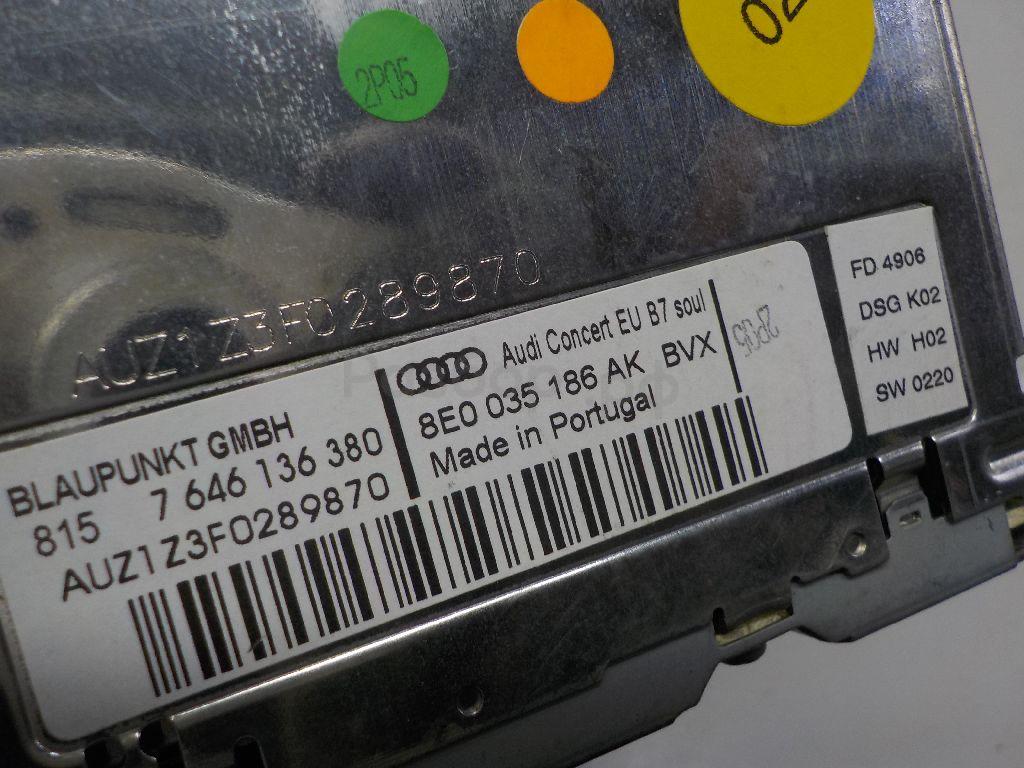 2P05
02
AUZ1Z3F0289870
BLAUPUNKT GMBH
815 7 646 136 380
AUZ1Z3F0289870
Audi Concert EU B7 soul
8E0 035 186 AK BVX
Made in Portugal
2P05
FD 4906
DSG K02
HW H02
SW 0220